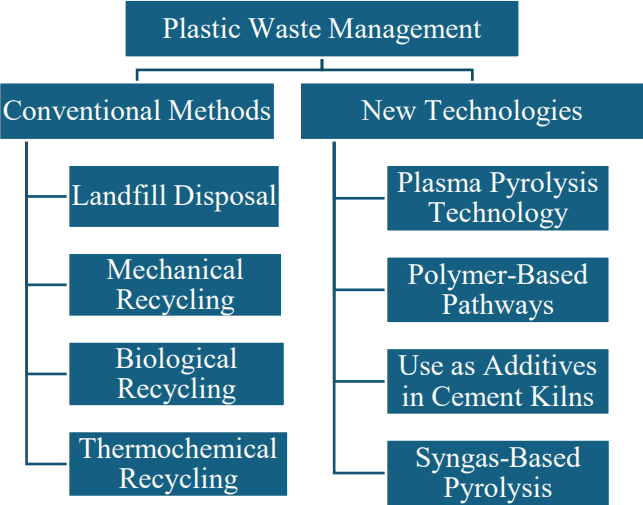 Plastic Waste Management
Conventional Methods
Landfill Disposal
Mechanical
Recycling
Biological
Recycling
Thermochemical
Recycling
New Technologies
Plasma Pyrolysis
Technology
Polymer-Based
Pathways
Use as Additives
in Cement Kilns
Syngas-Based
Pyrolysis